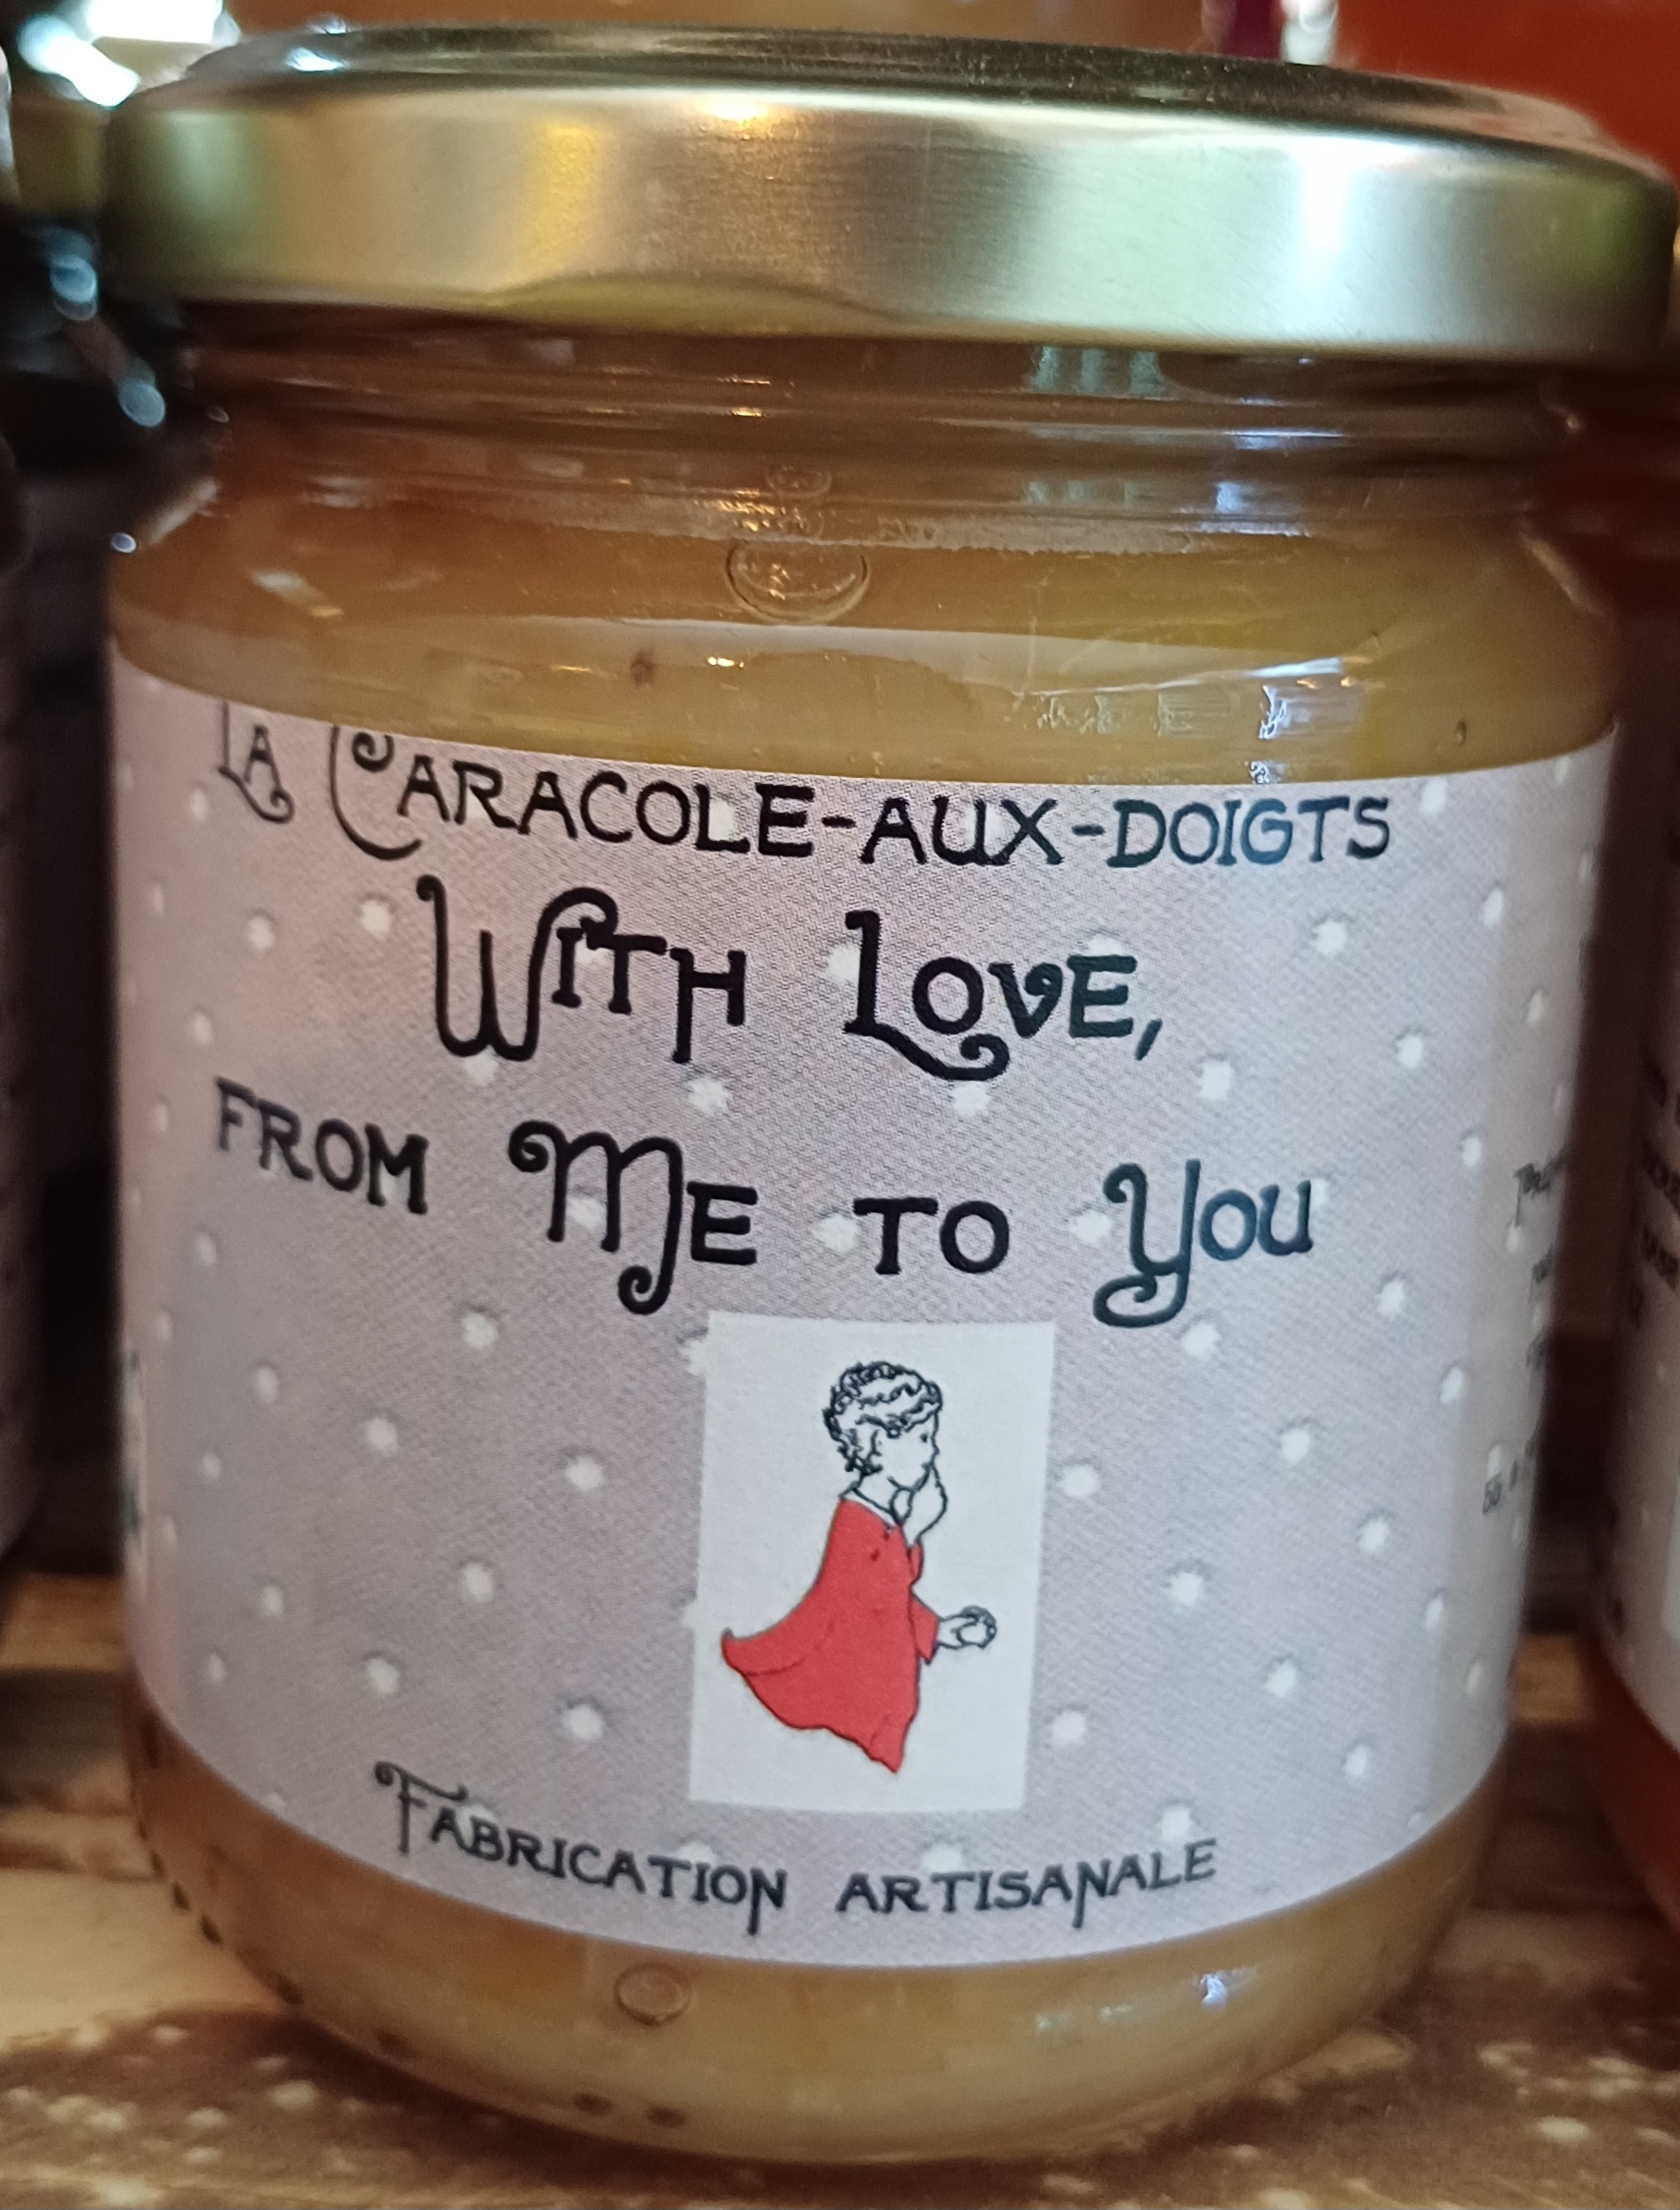 La Caracole-aux-doigts
With Love,
from Me to You
Fabrication artisanale